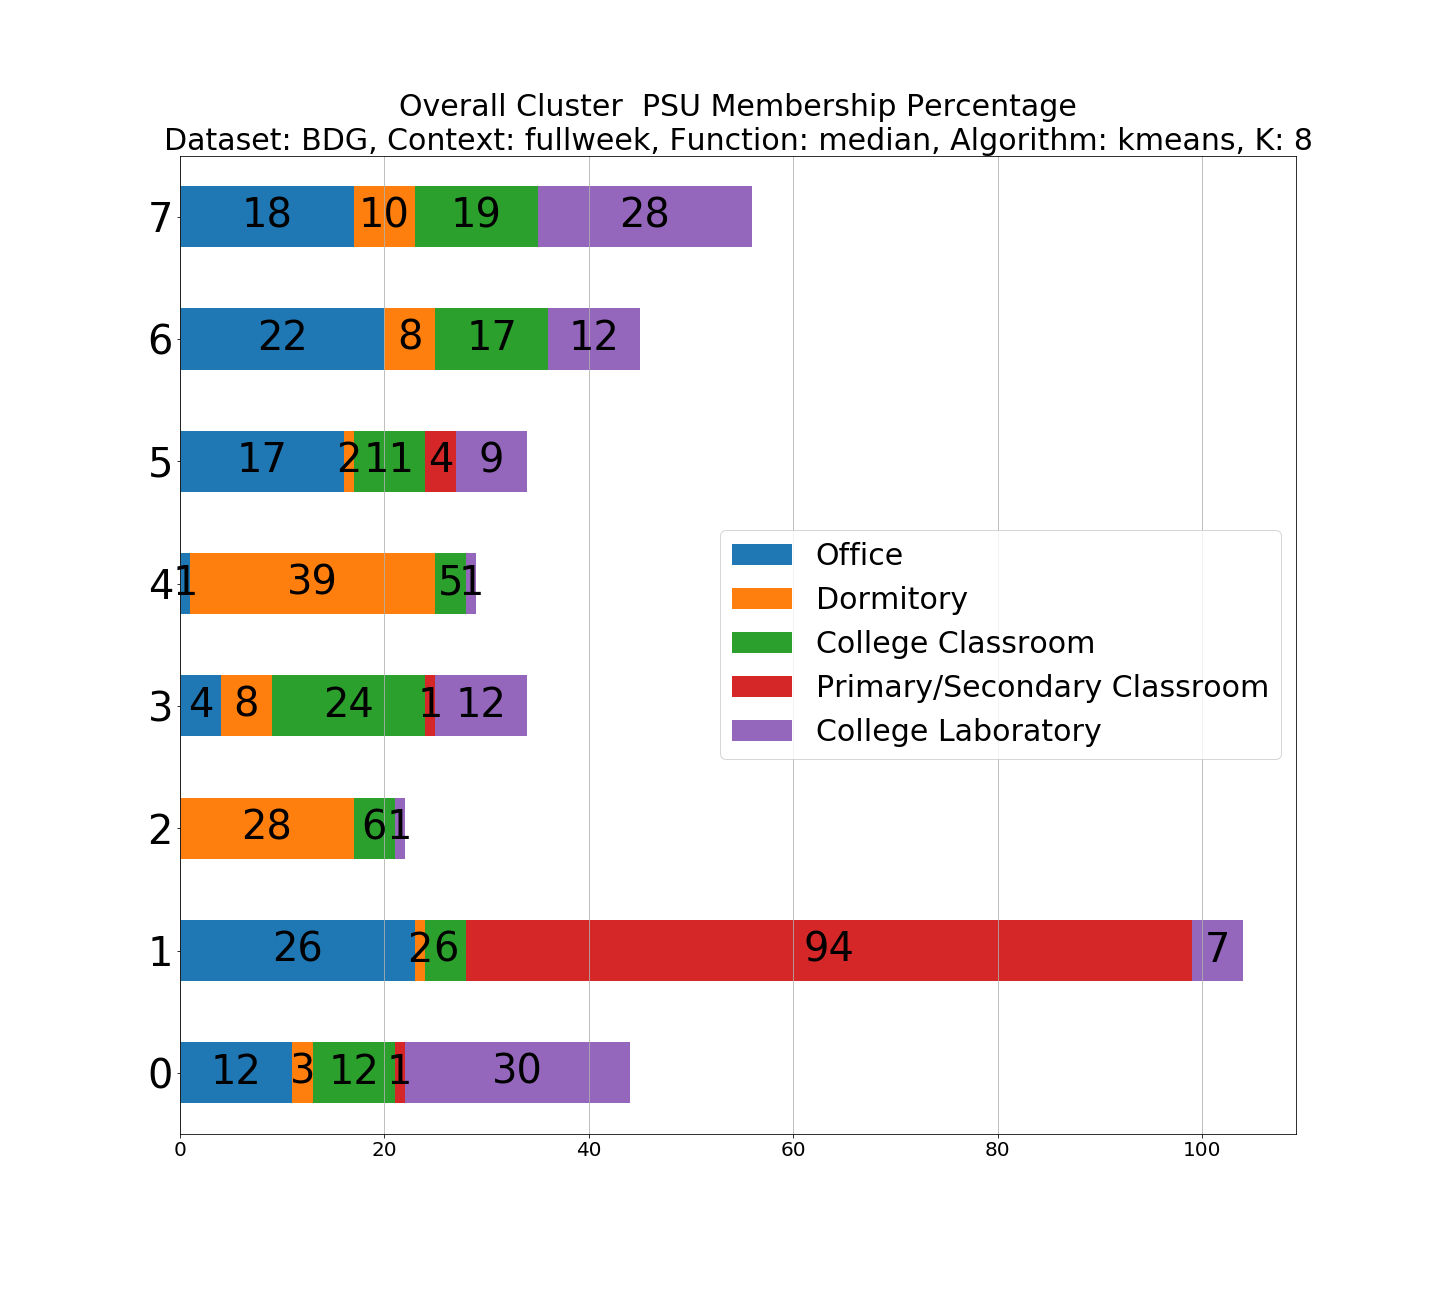 Overall Cluster  PSU Membership Percentage
Dataset: BDG, Context: fullweek, Function: median, Algorithm: kmeans, K: 8
7 18 10 19 28
6 22 8 17 12
5 17 2 11 4 9
4 1 39 5 1
3 4 8 24 1 12
2 28 6 1
1 26 2 6 94 7
0 12 3 12 1 30
Office
Dormitory
College Classroom
Primary/Secondary Classroom
College Laboratory
0 20 40 60 80 100